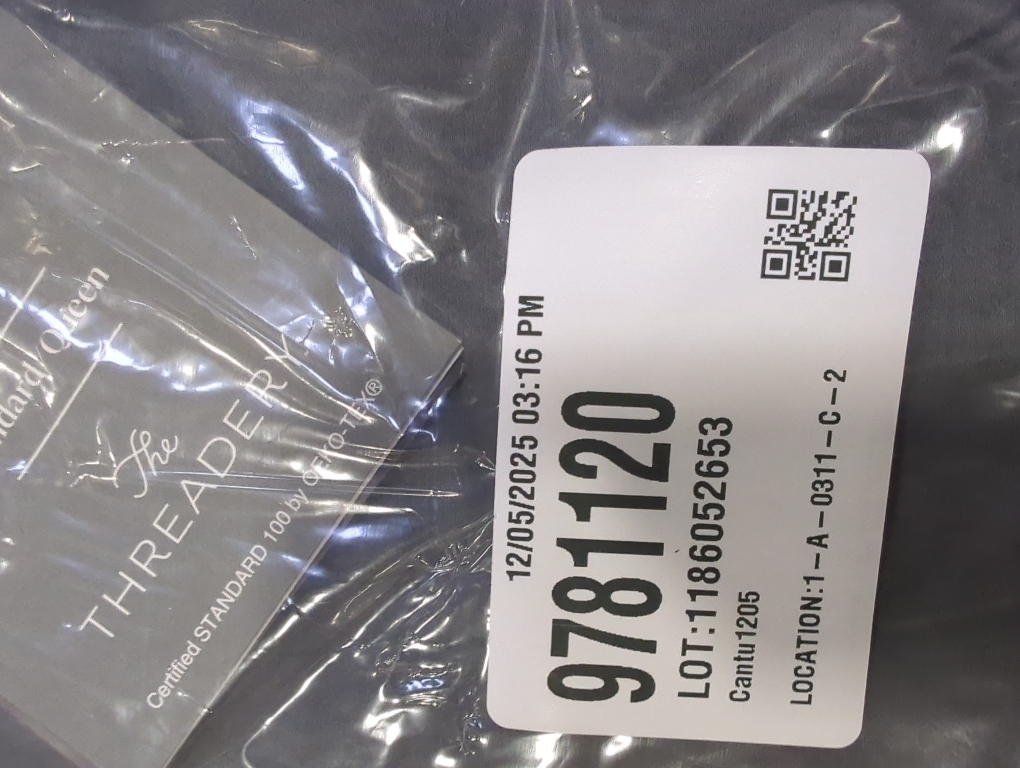 Queen
The
THREADERY
Certified STANDARD 100 by OEKO-TEX®
12/05/2025 03:16 PM
9781120
LOT:1186052653
Cantu1205
LOCATION:1-A-0311-C-2